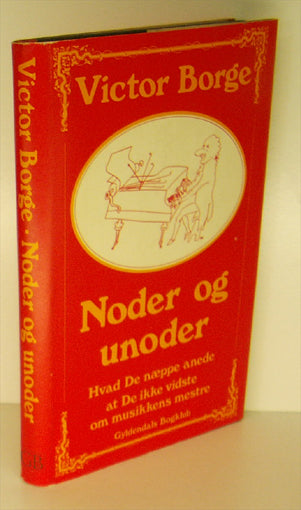 Victor Borge
Noder og
unoder
Hvad De næppe anede
at De ikke vidste
om musikkens mestre
Gyldendals Bogklub
Victor Borge · Noder og unoder